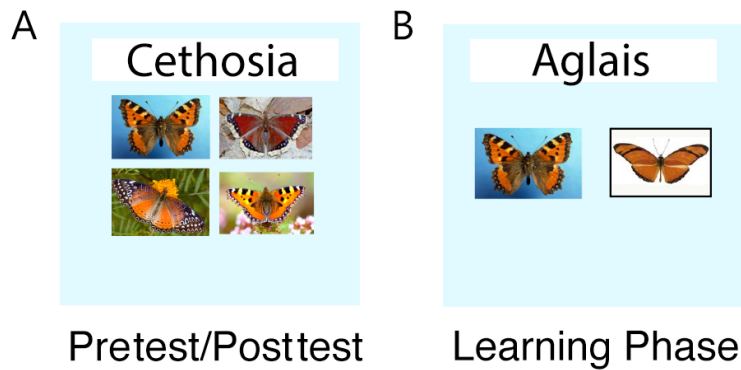 A
Cethosia
Pretest/Posttest
B
Aglais
Learning Phase